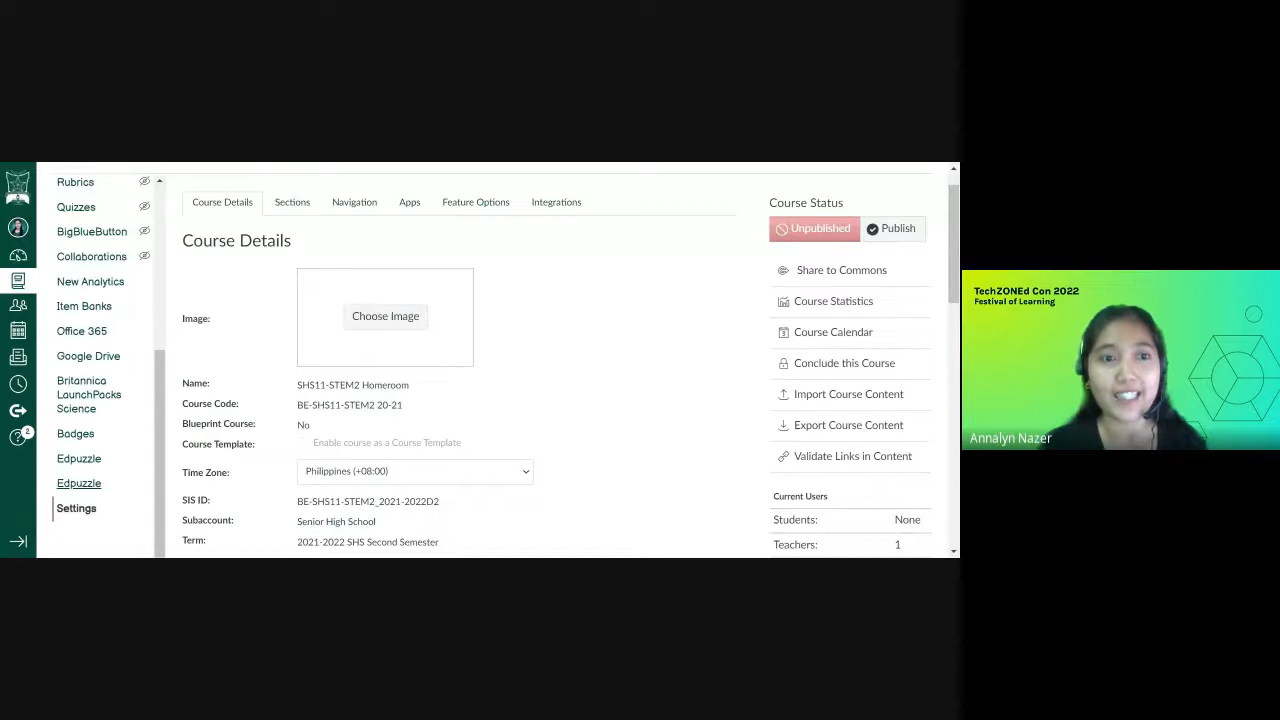 Rubrics
Quizzes
BigBlueButton
Collaborations
New Analytics
Item Banks
Office 365
Google Drive
Britannica
LaunchPacks
Science
Badges
Edpuzzle
Edpuzzle
Settings
2
Course Details
Sections
Navigation
Apps
Feature Options
Integrations
Course Details
Image:
Choose Image
Name:
SHS11-STEM2 Homeroom
Course Code:
BE-SHS11-STEM2 20-21
Blueprint Course:
No
Course Template:
Enable course as a Course Template
Time Zone:
Philippines (+08:00)
SIS ID:
BE-SHS11-STEM2_2021-2022D2
Subaccount:
Senior High School
Term:
2021-2022 SHS Second Semester
Course Status
Unpublished
Publish
Share to Commons
Course Statistics
Course Calendar
Conclude this Course
Import Course Content
Export Course Content
Validate Links in Content
Current Users
Students:
None
Teachers:
1
TechZONEd Con 2022
Festival of Learning
Annalyn Nazer